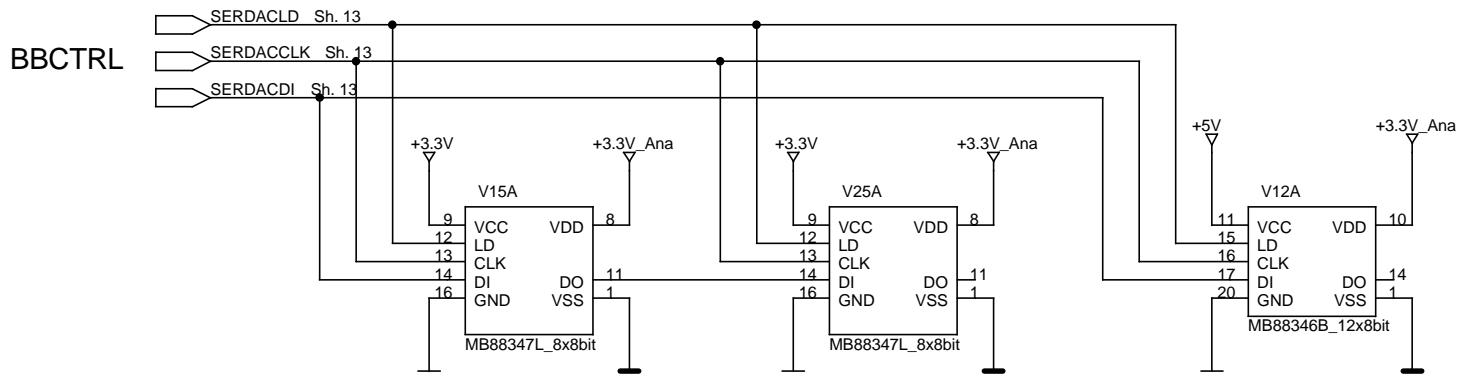 SERDACLD Sh. 13
BBCTRL
SERDACCLK Sh. 13
SERDACDI Sh. 13
+3.3V
+3.3V_Ana
V15A
9 VCC VDD 8
12 LD
13 CLK
14 DI DO 11
16 GND VSS 1
MB88347L_8x8bit
+3.3V
+3.3V_Ana
V25A
9 VCC VDD 8
12 LD
13 CLK
14 DI DO 11
16 GND VSS 1
MB88347L_8x8bit
+5V
+3.3V_Ana
V12A
11 VCC VDD 10
15 LD
16 CLK
17 DI DO 14
20 GND VSS 1
MB88346B_12x8bit